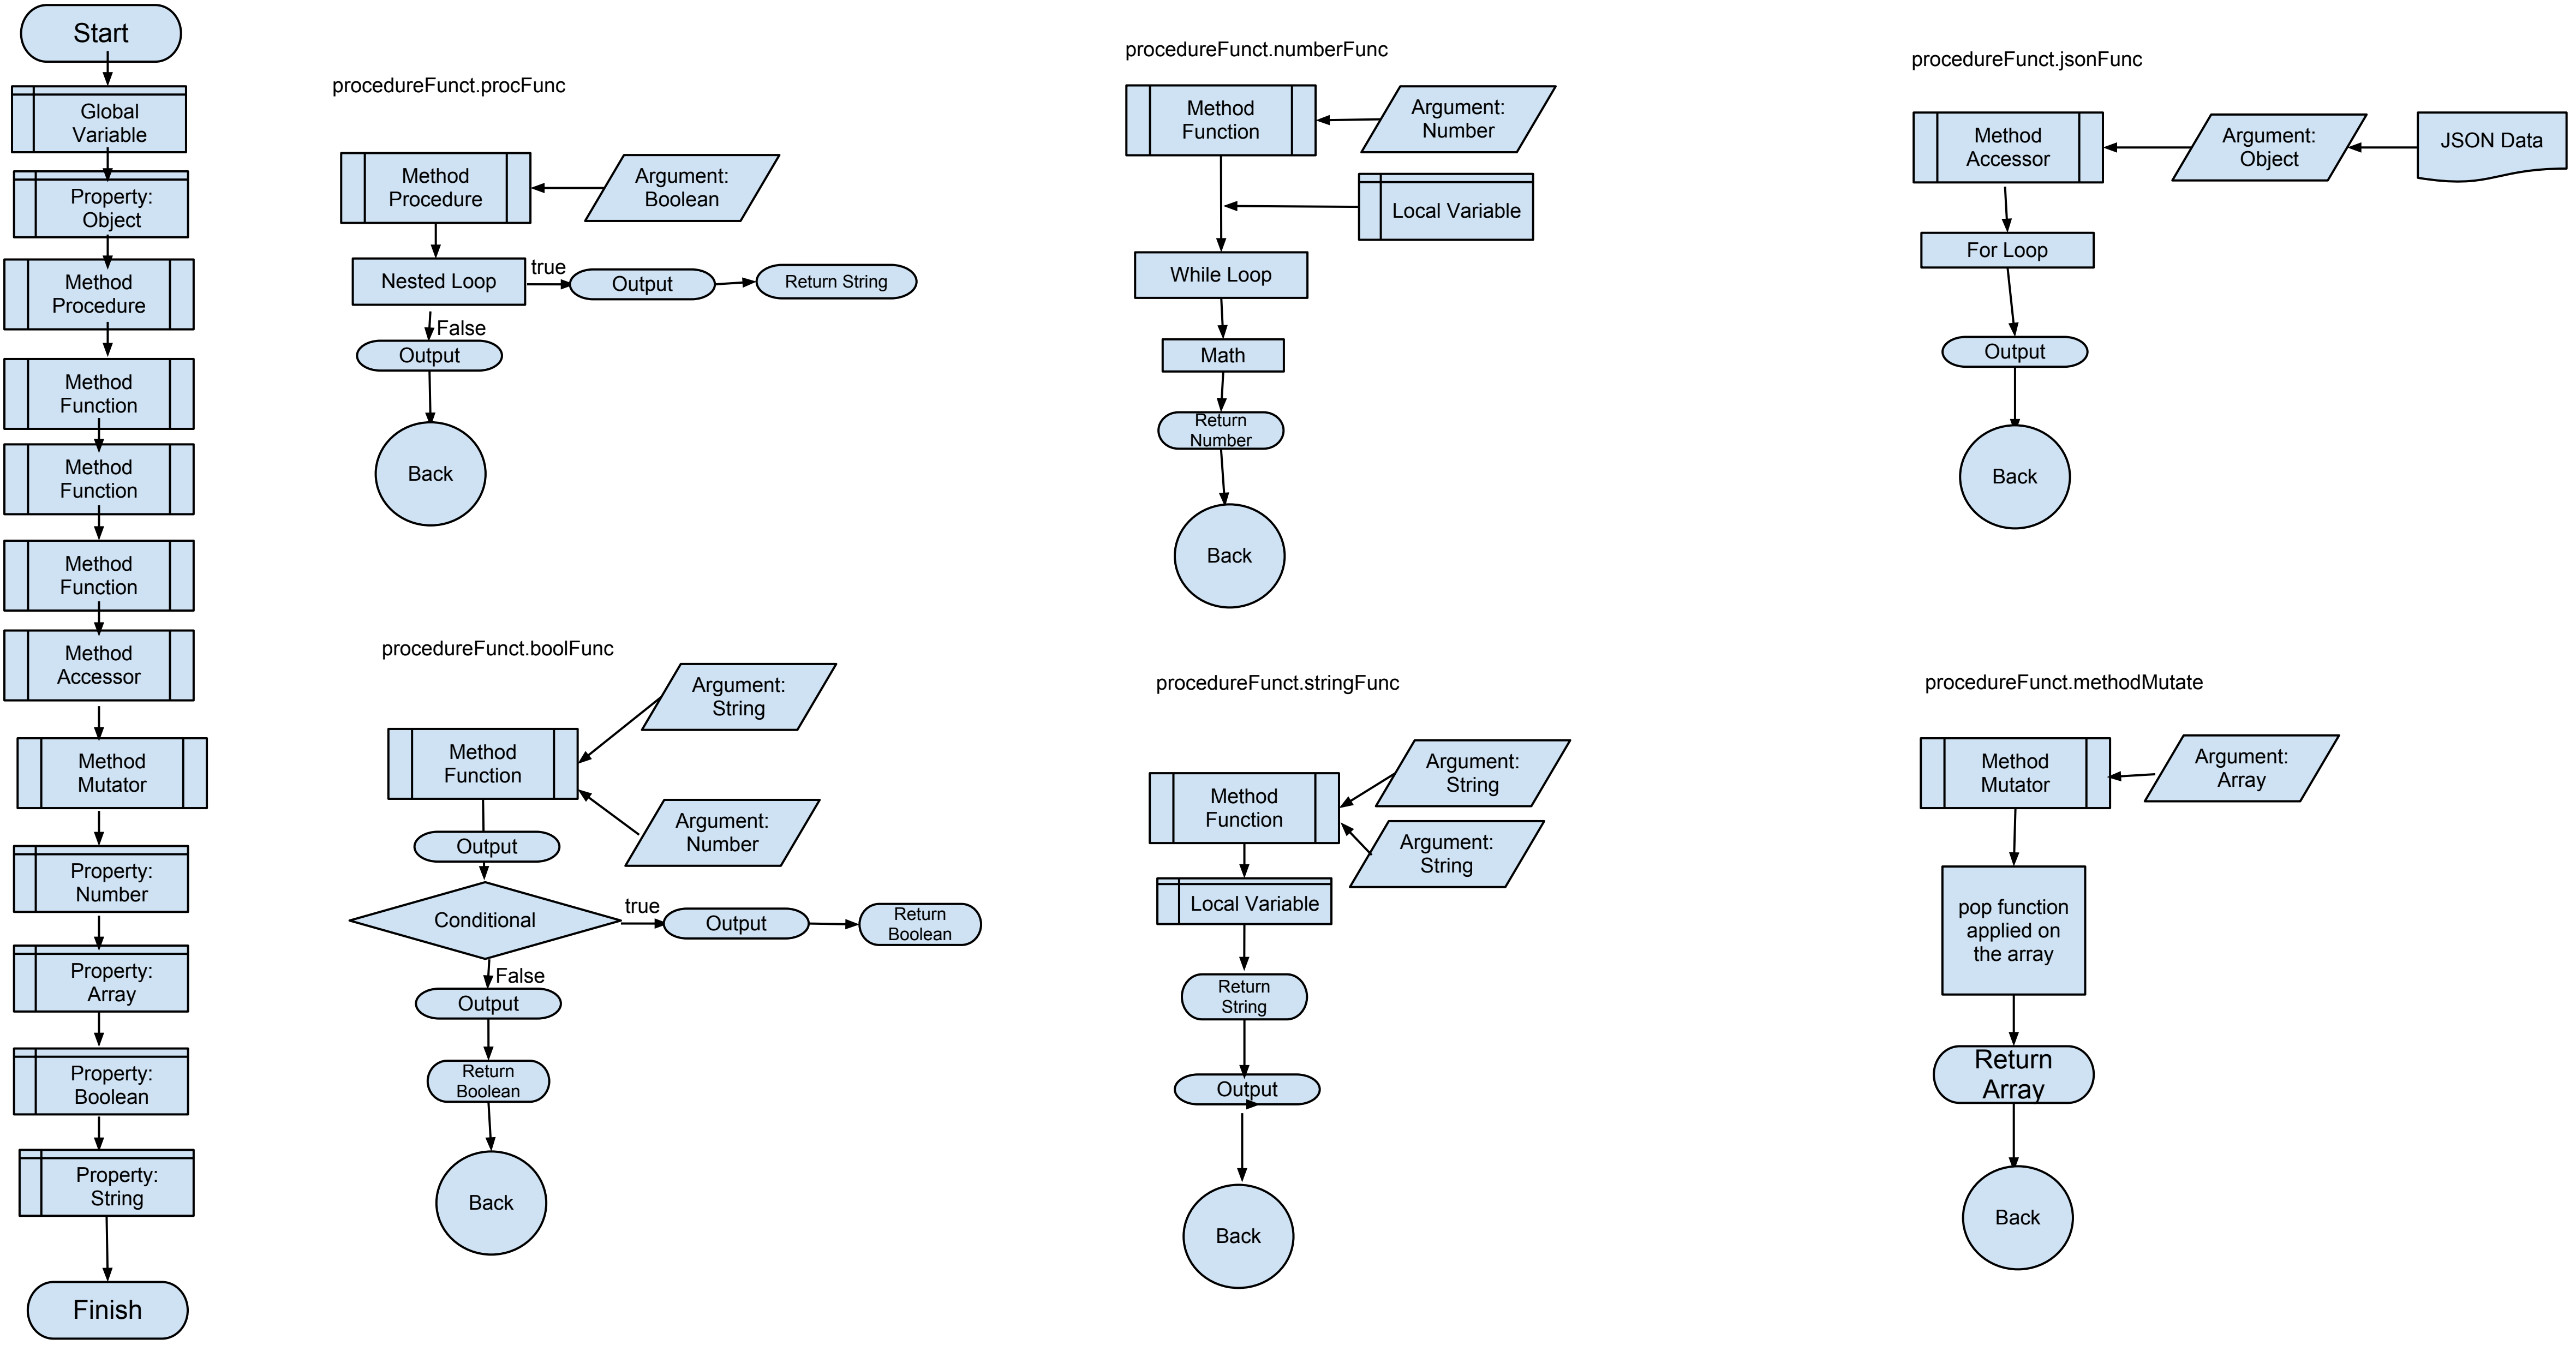 Start
Global
Variable
Property:
Object
Method
Procedure
Method
Function
Method
Function
Method
Function
Method
Accessor
Method
Mutator
Property:
Number
Property:
Array
Property:
Boolean
Property:
String
Finish
procedureFunct.procFunc
Method
Procedure
Argument:
Boolean
Nested Loop
true
Output
Return String
False
Output
Back
procedureFunct.boolFunc
Argument:
String
Method
Function
Argument:
Number
Output
Conditional
true
Output
Return
Boolean
False
Output
Return
Boolean
Back
procedureFunct.numberFunc
Method
Function
Argument:
Number
Local Variable
While Loop
Math
Return
Number
Back
procedureFunct.stringFunc
Argument:
String
Method
Function
Argument:
String
Local Variable
Return
String
Output
Back
procedureFunct.jsonFunc
Method
Accessor
Argument:
Object
JSON Data
For Loop
Output
Back
procedureFunct.methodMutate
Method
Mutator
Argument:
Array
pop function
applied on
the array
Return
Array
Back